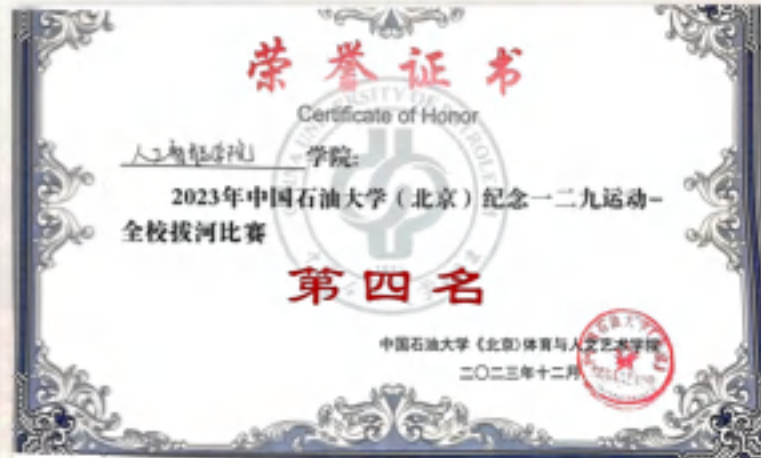 荣誉证书
Certificate of Honor
人工智能学院 学院:
2023年中国石油大学（北京）纪念一二九运动-
全校拔河比赛
第四名
中国石油大学《北京》体育与人文艺术学院
二〇二三年十二月